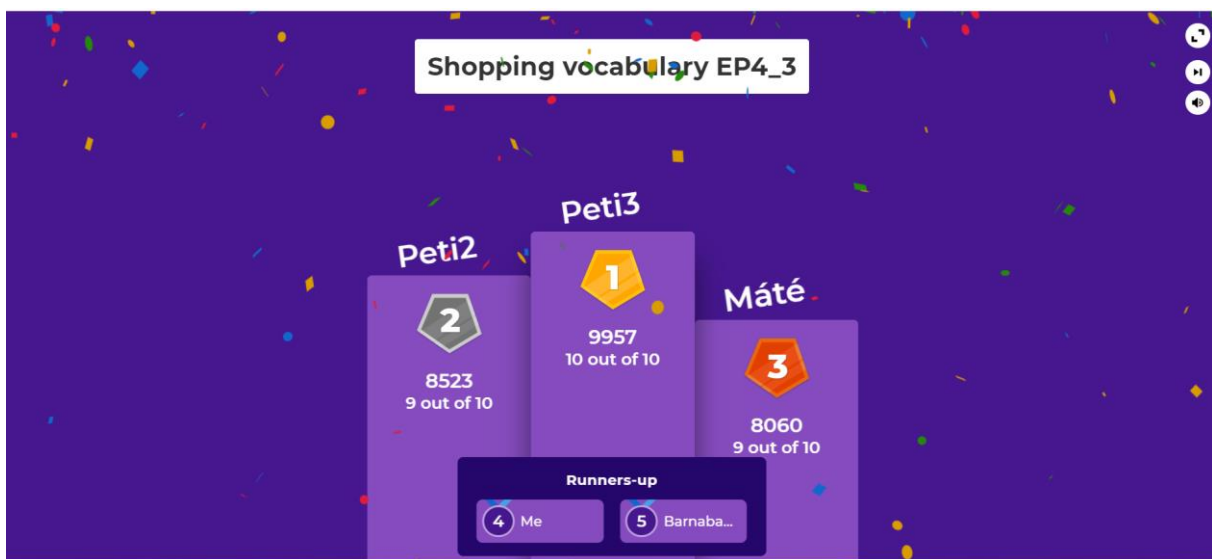 Shopping vocabulary EP4_3
Peti3
Peti2
Máté
1
9957
10 out of 10
2
8523
9 out of 10
3
8060
9 out of 10
Runners-up
4 Me
5 Barnaba...